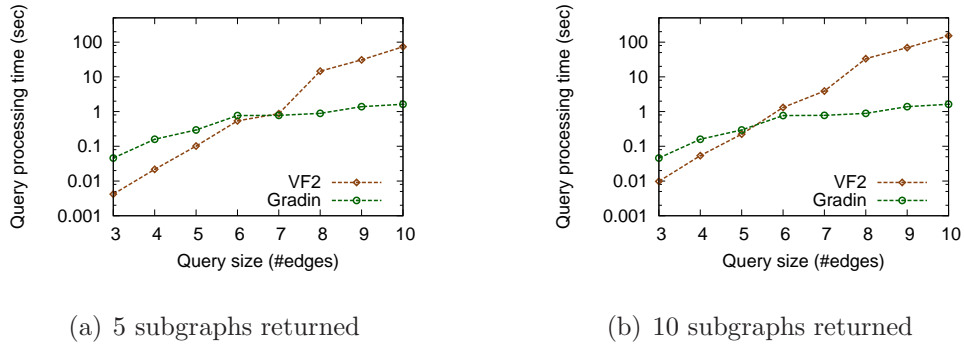 Query processing time (sec)
100
10
1
0.1
0.01
0.001
VF2
Gradin
3 4 5 6 7 8 9 10
Query size (#edges)
(a) 5 subgraphs returned
Query processing time (sec)
100
10
1
0.1
0.01
0.001
VF2
Gradin
3 4 5 6 7 8 9 10
Query size (#edges)
(b) 10 subgraphs returned